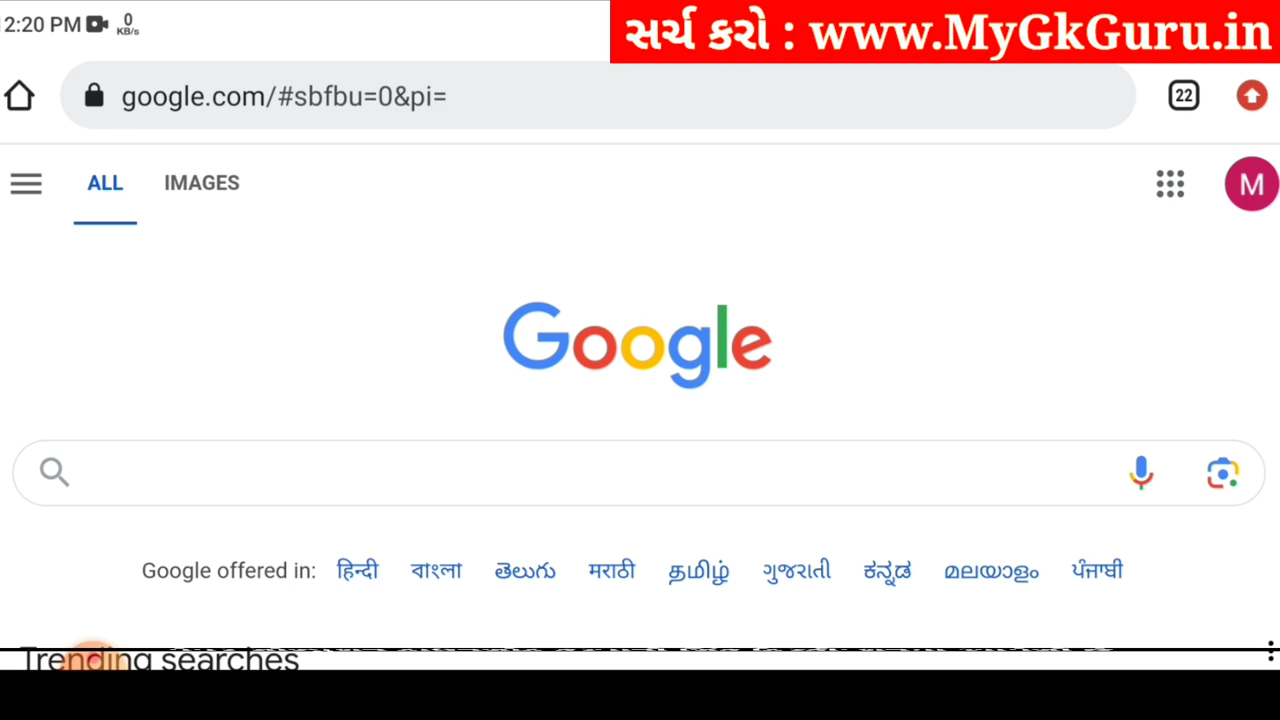 12:20 PM 0 KB/s
સર્ચ કરો : www.MyGkGuru.in
google.com/#sbfbu=0&pi=
22
ALL IMAGES
M
Google
Google offered in: हिन्दी বাংলা తెలుగు मराठी தமிழ் ગુજરાતી ಕನ್ನಡ മലയാളം ਪੰਜਾਬੀ
Trending searches